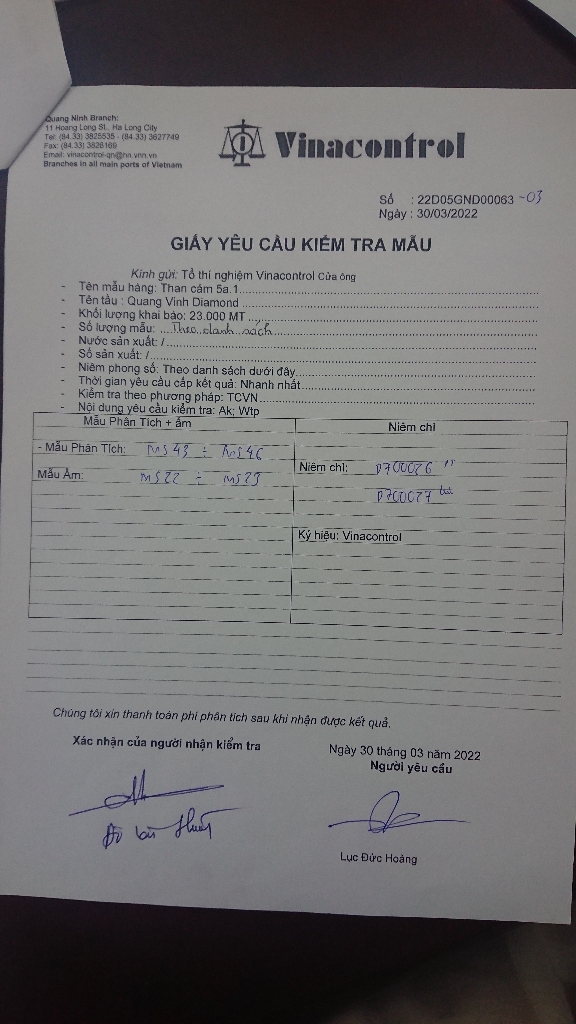 Quang Ninh Branch:
11 Hoang Long St., Ha Long City
Tel: (84.33) 3825535 - (84.33) 3627749
Fax: (84.33) 3826169
Email: vinacontrol-qn@hn.vnn.vn
Branches in all main ports of Vietnam
Vinacontrol
Số : 22D05GND00063 -03
Ngày : 30/03/2022
GIẤY YÊU CẦU KIỂM TRA MẪU
Kính gửi: Tổ thí nghiệm Vinacontrol Cửa ông
- Tên mẫu hàng: Than cám 5a.1
- Tên tầu : Quang Vinh Diamond
- Khối lượng khai báo: 23.000 MT
- Số lượng mẫu: Theo danh sách
- Nước sản xuất: /
- Số sản xuất: /
- Niêm phong số: Theo danh sách dưới đây
- Thời gian yêu cầu cấp kết quả: Nhanh nhất
- Kiểm tra theo phương pháp: TCVN
- Nội dung yêu cầu kiểm tra: Ak; Wtp
Mẫu Phân Tích + ẩm Niêm chì
- Mẫu Phân Tích: MS43 ÷ MS46
Niêm chì: D700026
Mẫu Ẩm: MS22 ÷ MS23
D700027
Ký hiệu: Vinacontrol
Chúng tôi xin thanh toán phí phân tích sau khi nhận được kết quả.
Xác nhận của người nhận kiểm tra
Ngày 30 tháng 03 năm 2022
Người yêu cầu
Lục Đức Hoằng